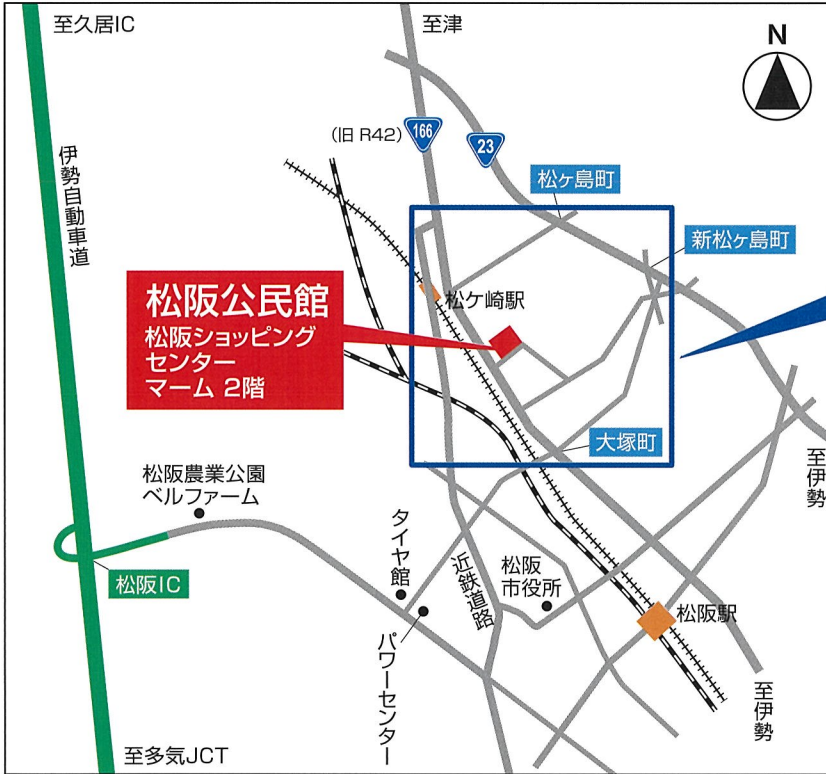 至久居IC
至津
N
(旧 R42)
166
23
伊勢自動車道
松ヶ島町
新松ヶ島町
松阪公民館
松阪ショッピング
センター
マーム 2階
松ケ崎駅
大塚町
至伊勢
松阪農業公園
ベルファーム
タイヤ館
近鉄道路
松阪
市役所
松阪IC
松阪駅
パワーセンター
至伊勢
至多気JCT